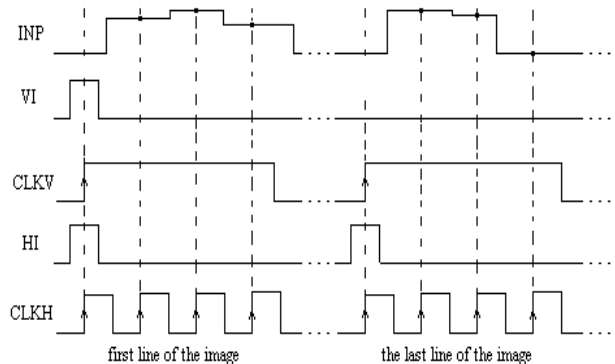 INP
VI
CLKV
HI
CLKH
first line of the image
the last line of the image